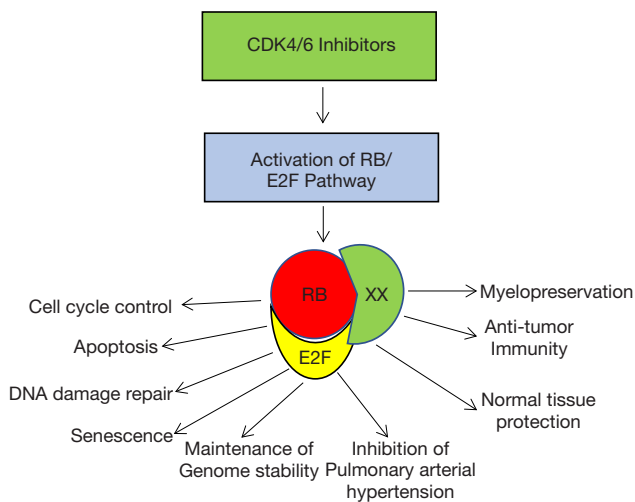 CDK4/6 Inhibitors
Activation of RB/
E2F Pathway
RB
XX
E2F
Cell cycle control
Apoptosis
DNA damage repair
Senescence
Maintenance of
Genome stability
Inhibition of
Pulmonary arterial
hypertension
Normal tissue
protection
Anti-tumor
Immunity
Myelopreservation